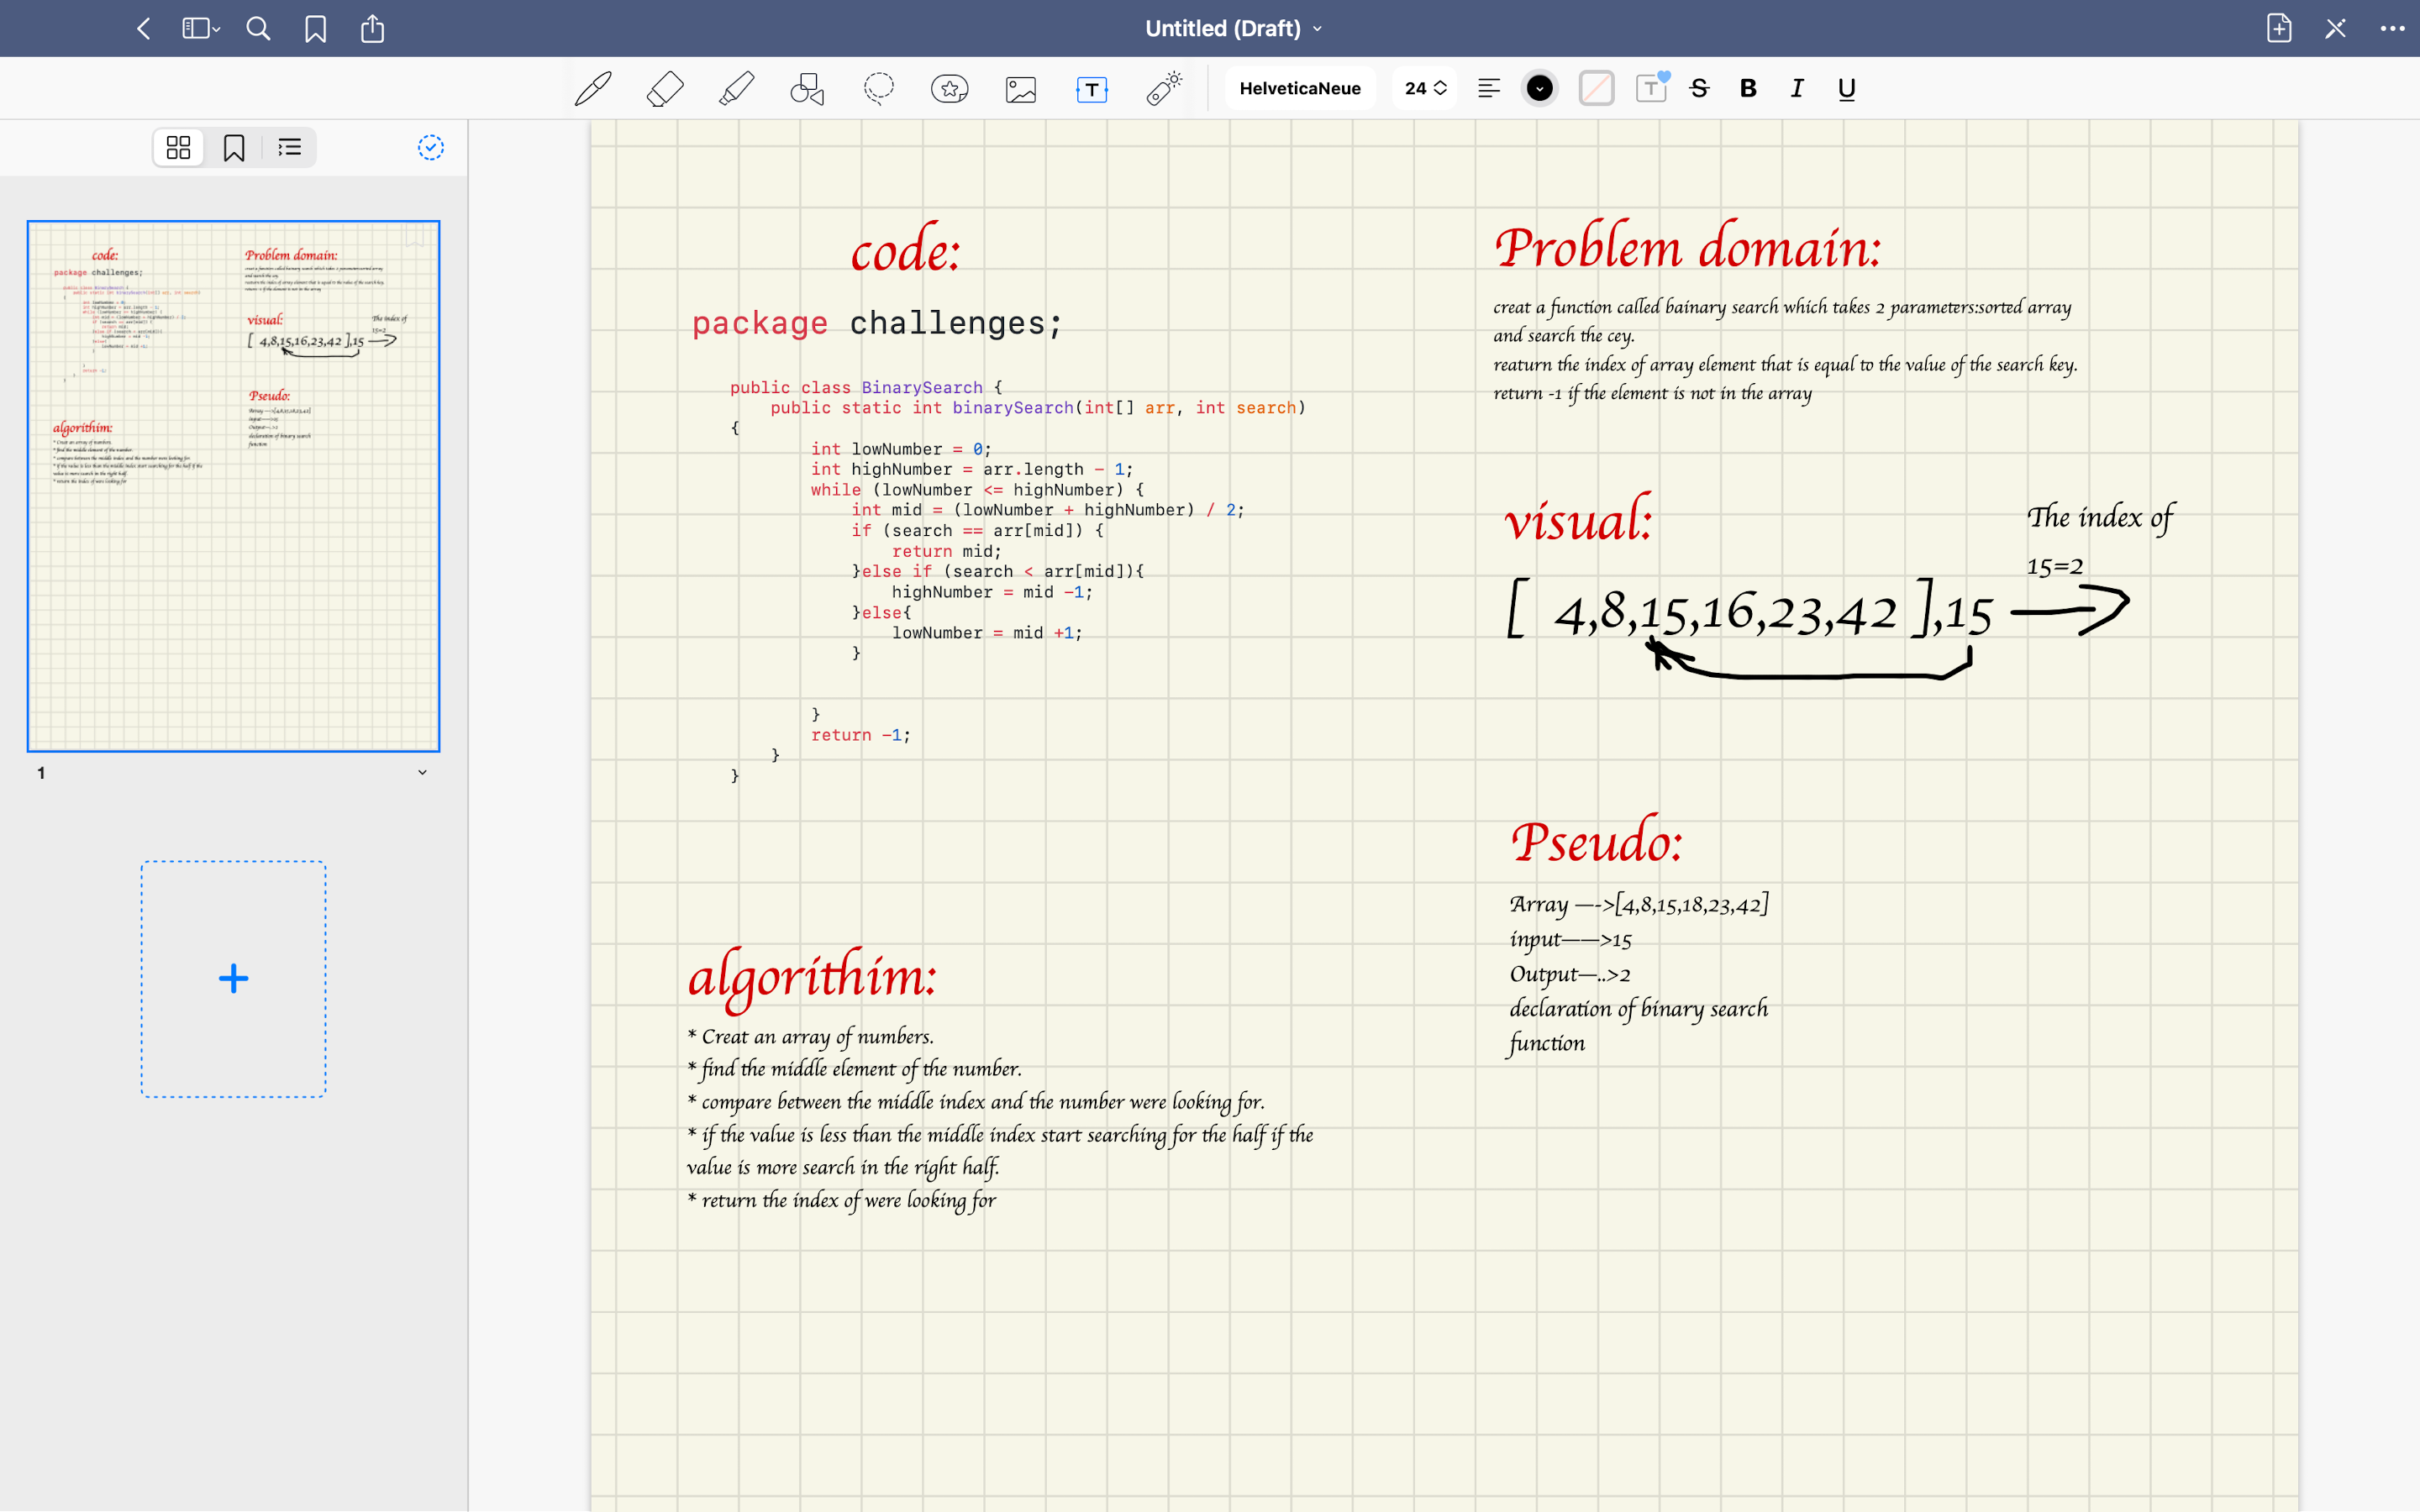 Untitled (Draft)
HelveticaNeue
24
T
S
B
I
U
1
code:
package challenges;
public class BinarySearch {
public static int binarySearch(int[] arr, int search)
{
int lowNumber = 0;
int highNumber = arr.length - 1;
while (lowNumber <= highNumber) {
int mid = (lowNumber + highNumber) / 2;
if (search == arr[mid]) {
return mid;
}else if (search < arr[mid]){
highNumber = mid -1;
}else{
lowNumber = mid +1;
}
}
return -1;
}
}
algorithim:
* Creat an array of numbers.
* find the middle element of the number.
* compare between the middle index and the number were looking for.
* if the value is less than the middle index start searching for the half if the
value is more search in the right half.
* return the index of were looking for
Problem domain:
creat a function called bainary search which takes 2 parameters:sorted array
and search the cey.
reaturn the index of array element that is equal to the value of the search key.
return -1 if the element is not in the array
visual:
The index of
15=2
[ 4,8,15,16,23,42 ],15
Pseudo:
Array —->[4,8,15,18,23,42]
input——>15
Output—..>2
declaration of binary search
function